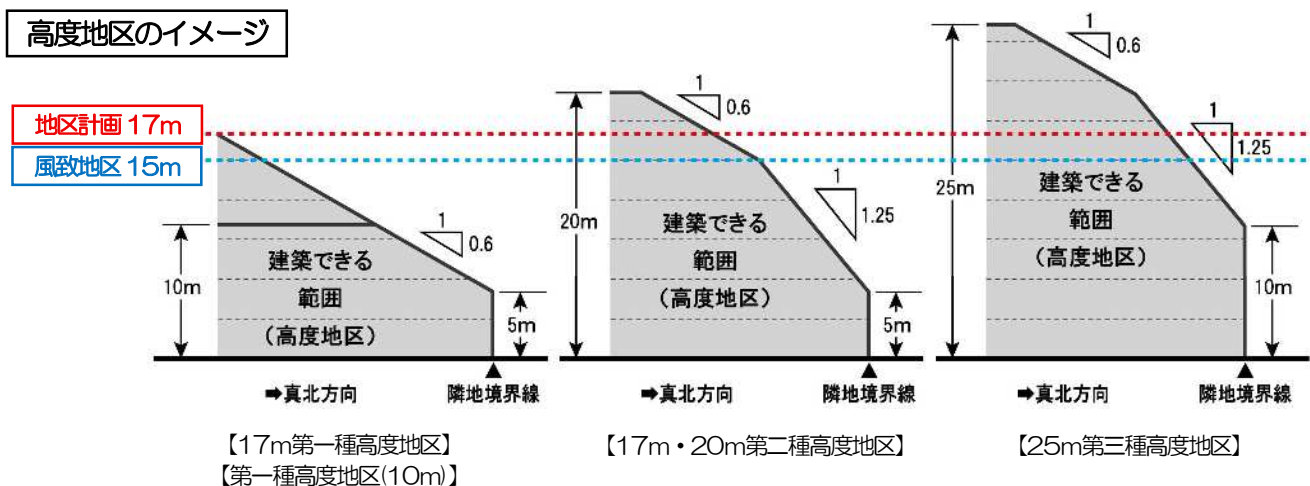 高度地区のイメージ
地区計画 17m
風致地区 15m
10m
1
0.6
建築できる
範囲
(高度地区)
5m
➡真北方向
隣地境界線
【17m第一種高度地区】
【第一種高度地区(10m)】
20m
1
0.6
1
1.25
建築できる
範囲
(高度地区)
5m
➡真北方向
隣地境界線
【17m・20m第二種高度地区】
25m
1
0.6
1
1.25
建築できる
範囲
(高度地区)
10m
➡真北方向
隣地境界線
【25m第三種高度地区】